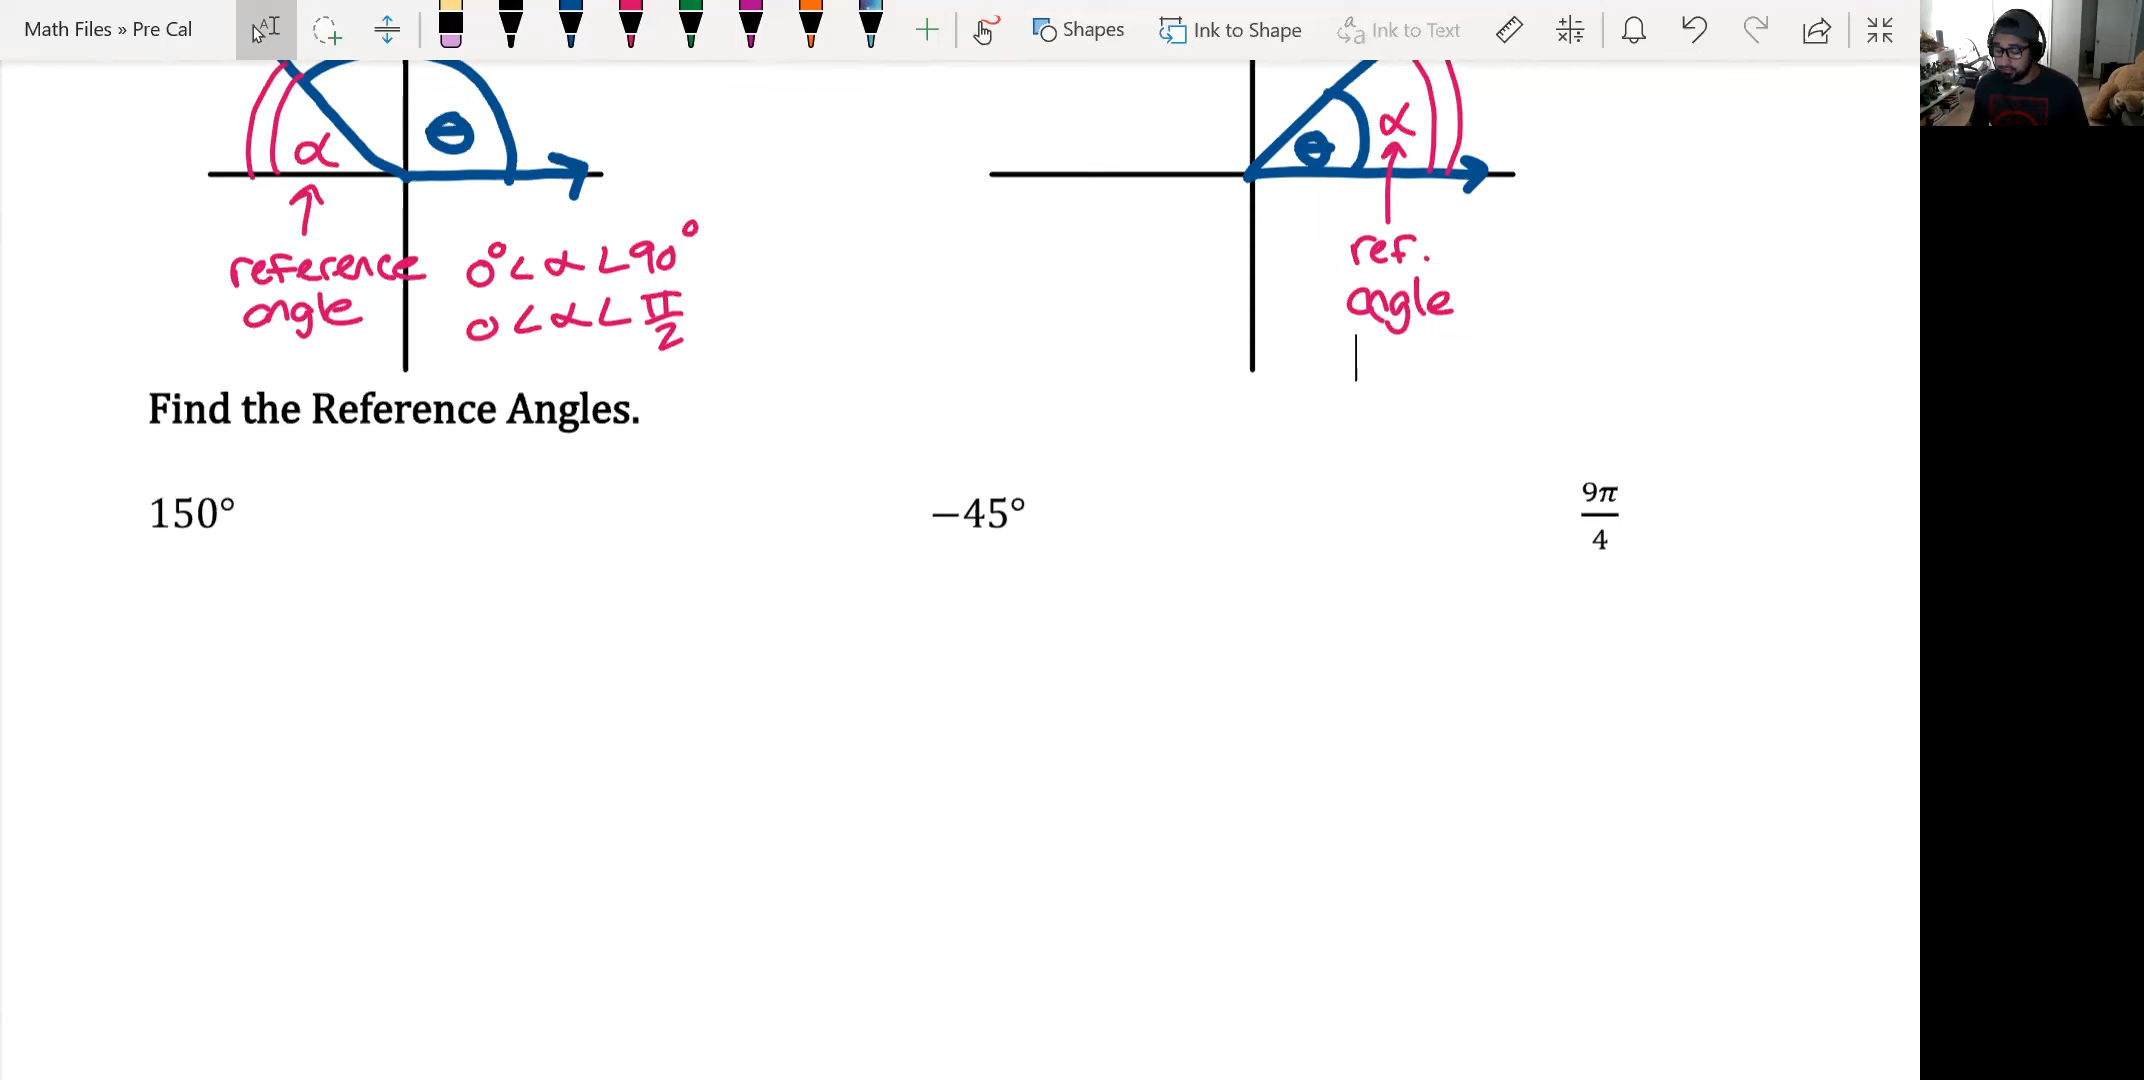 Math Files » Pre Cal
Shapes
Ink to Shape
Ink to Text
α
θ
θ
α
reference
angle
0° < α < 90°
0 < α < π/2
ref.
angle
Find the Reference Angles.
150°
−45°
9π/4